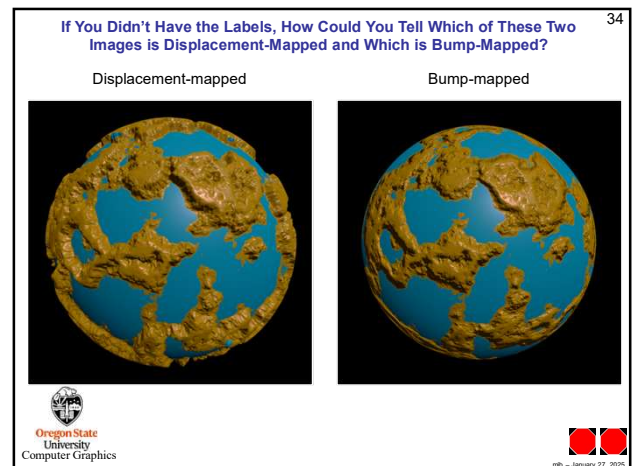 34
If You Didn’t Have the Labels, How Could You Tell Which of These Two
Images is Displacement-Mapped and Which is Bump-Mapped?
Displacement-mapped
Bump-mapped
Oregon State
University
Computer Graphics
mjb – January 27, 2025